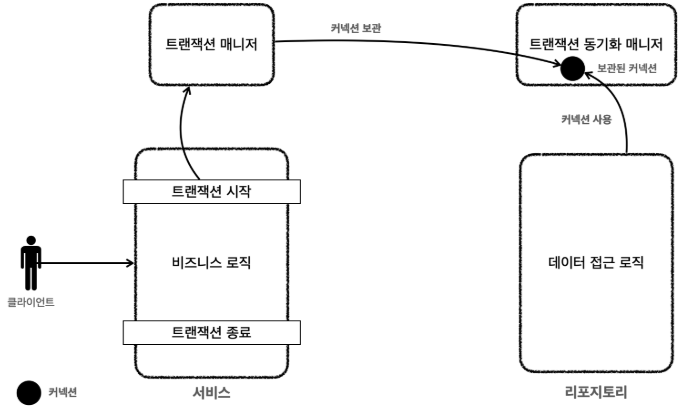 커넥션 보관
트랜잭션 매니저
트랜잭션 동기화 매니저
보관된 커넥션
커넥션 사용
트랜잭션 시작
비즈니스 로직
데이터 접근 로직
클라이언트
트랜잭션 종료
커넥션
서비스
리포지토리